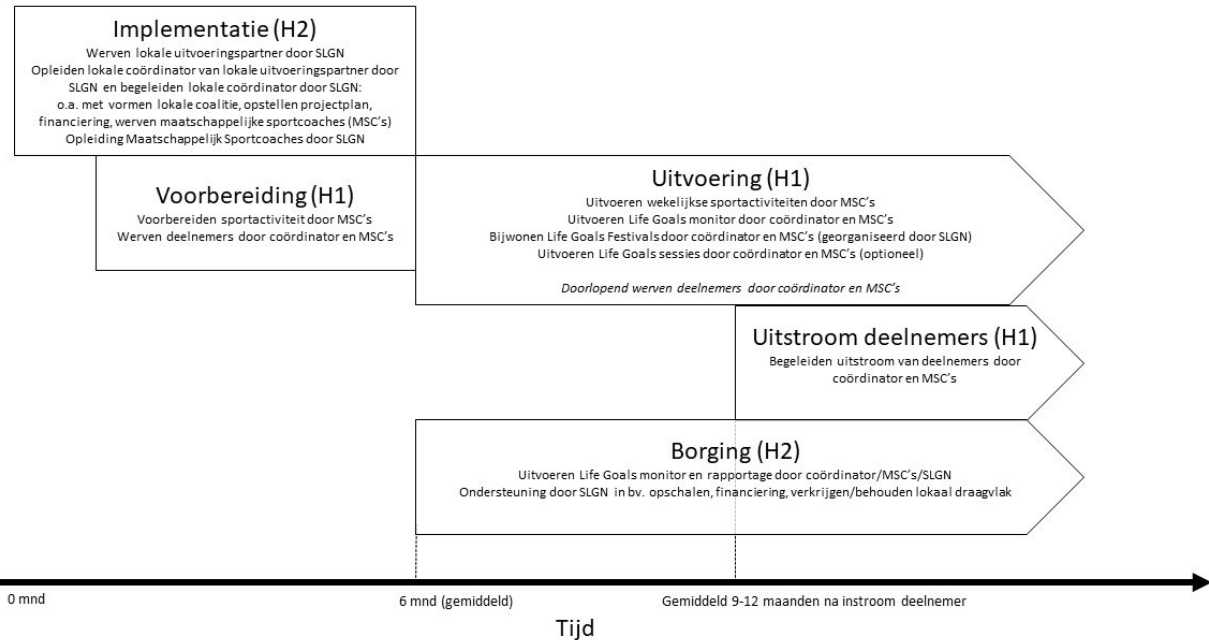 Implementatie (H2)
Werven lokale uitvoeringspartner door SLGN
Opleiden lokale coördinator van lokale uitvoeringspartner door
SLGN en begeleiden lokale coördinator door SLGN:
o.a. met vormen lokale coalitie, opstellen projectplan,
financiering, werven maatschappelijke sportcoaches (MSC's)
Opleiding Maatschappelijk Sportcoaches door SLGN
Voorbereiding (H1)
Voorbereiden sportactiviteit door MSC's
Werven deelnemers door coördinator en MSC's
Uitvoering (H1)
Uitvoeren wekelijkse sportactiviteiten door MSC's
Uitvoeren Life Goals monitor door coördinator en MSC's
Bijwonen Life Goals Festivals door coördinator en MSC's (georganiseerd door SLGN)
Uitvoeren Life Goals sessies door coördinator en MSC's (optioneel)
Doorlopend werven deelnemers door coördinator en MSC's
Uitstroom deelnemers (H1)
Begeleiden uitstroom van deelnemers door
coördinator en MSC's
Borging (H2)
Uitvoeren Life Goals monitor en rapportage door coördinator/MSC's/SLGN
Ondersteuning door SLGN in bv. opschalen, financiering, verkrijgen/behouden lokaal draagvlak
0 mnd
6 mnd (gemiddeld)
Gemiddeld 9-12 maanden na instroom deelnemer
Tijd